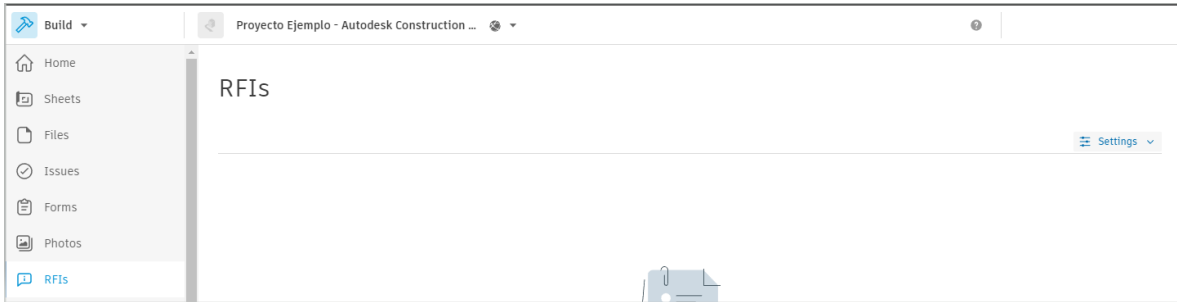 Build
Proyecto Ejemplo - Autodesk Construction ...
Home
Sheets
Files
Issues
Forms
Photos
RFIs
RFIs
Settings